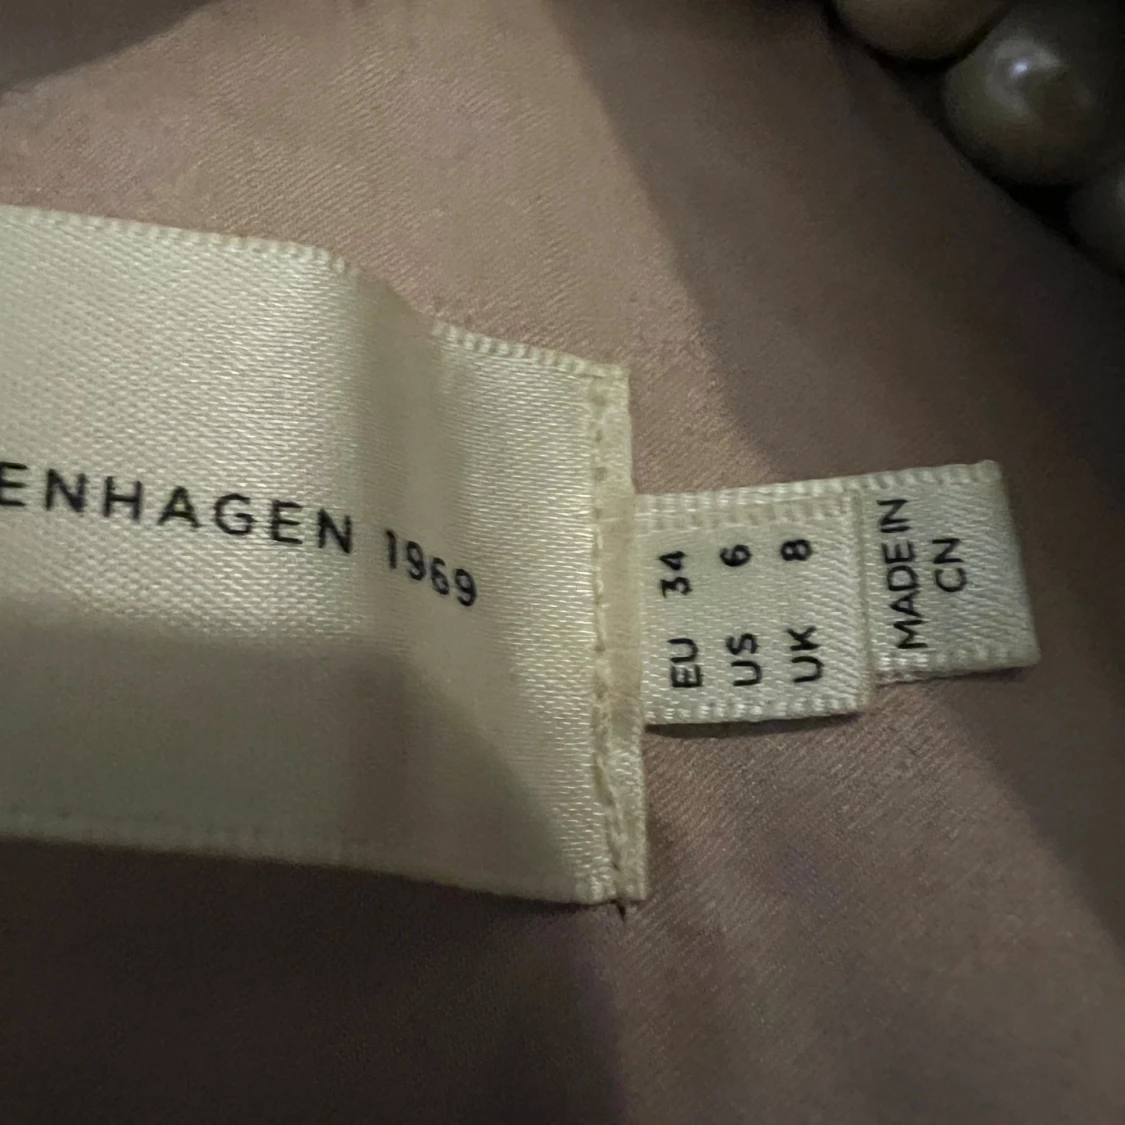 ENHAGEN 1969
EU 34
US 6
UK 8
MADE IN
CN